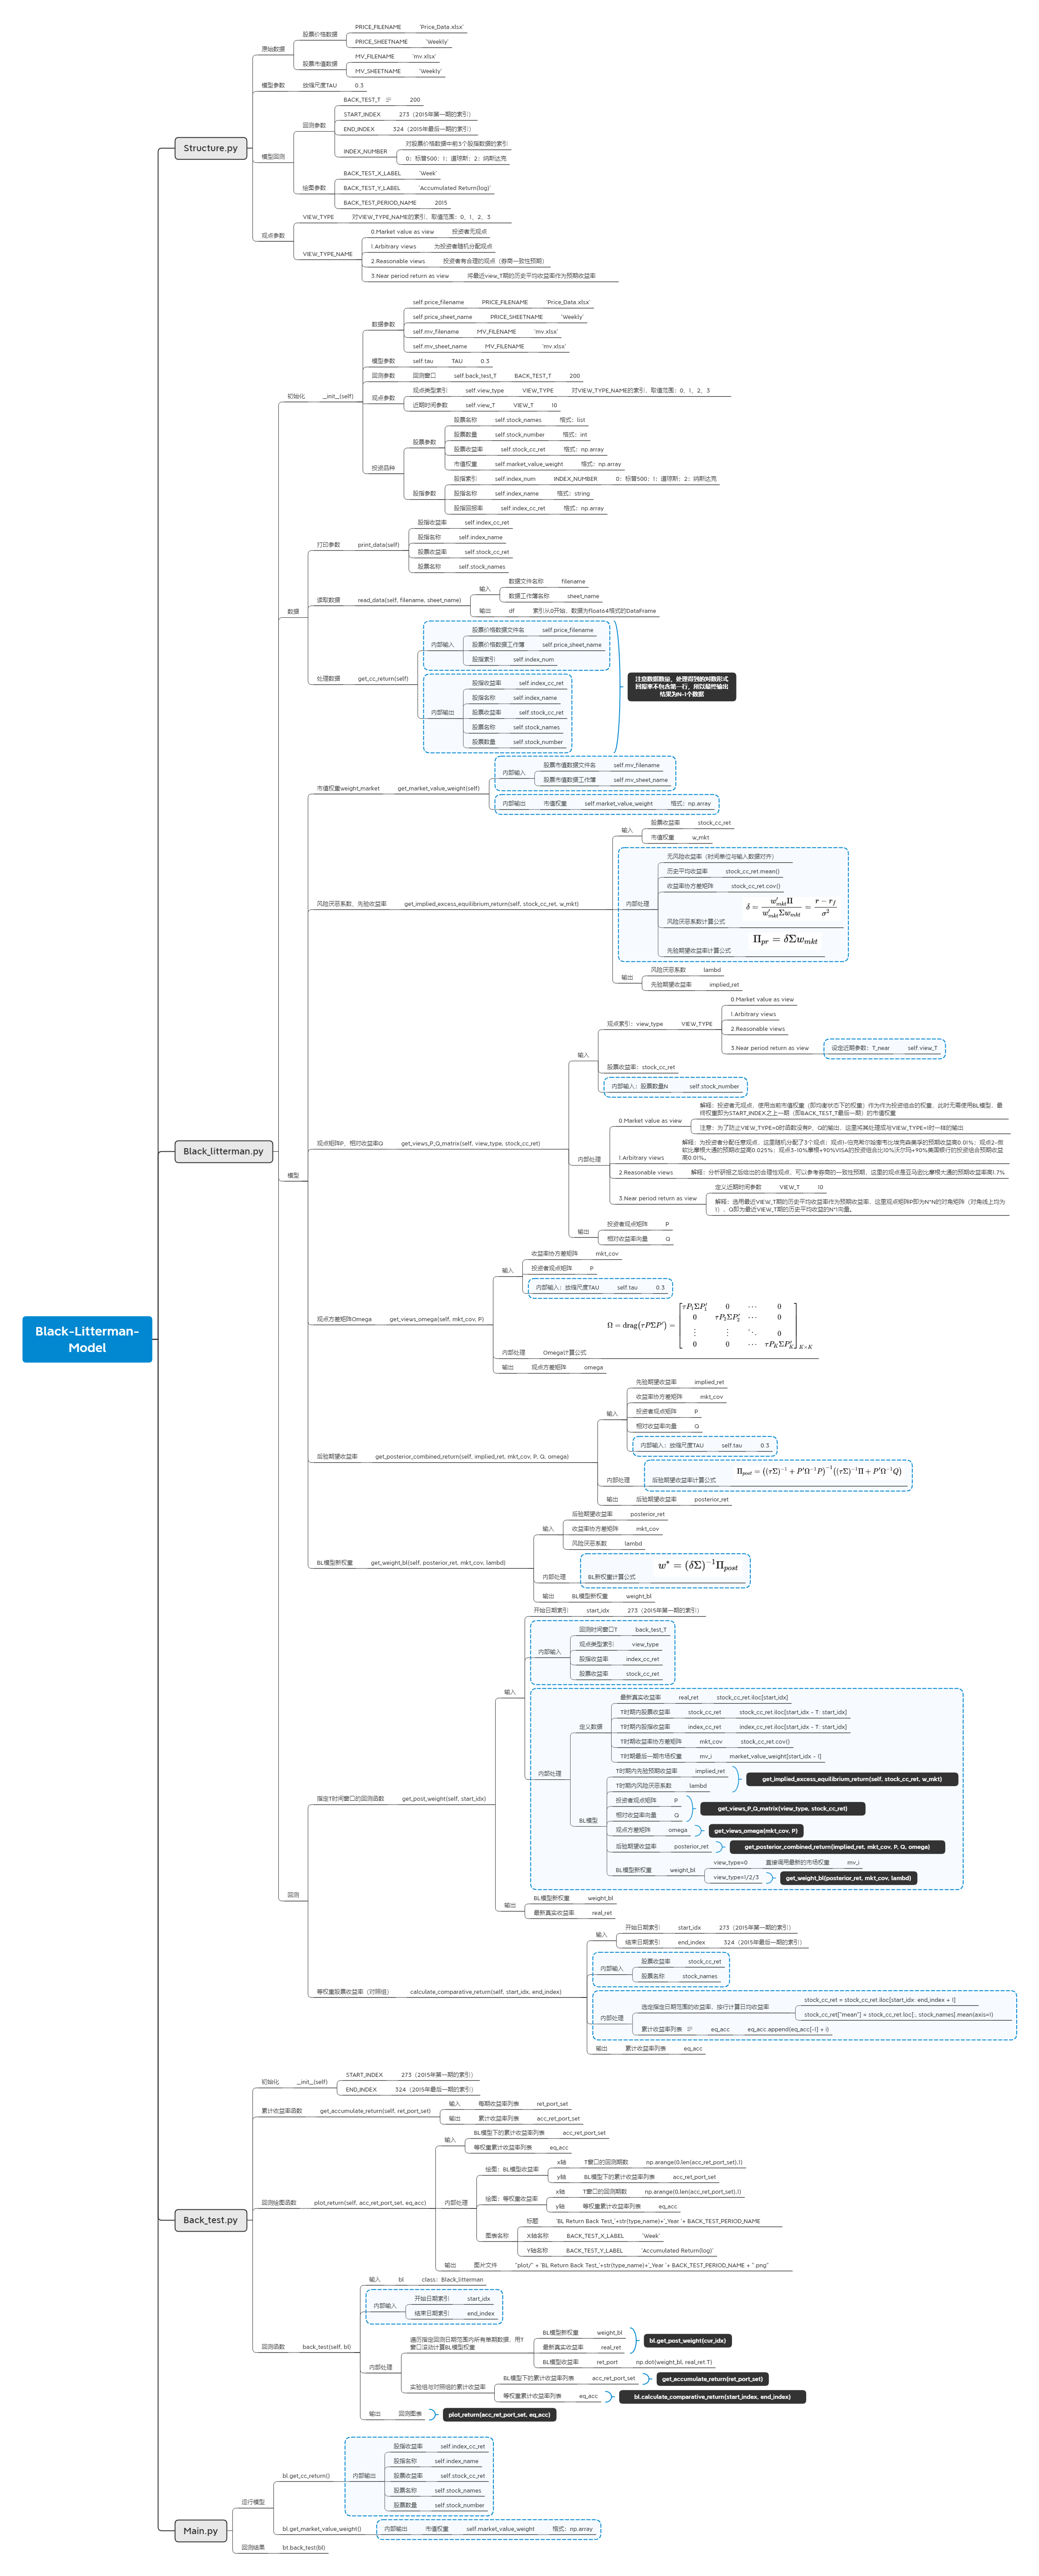 Black-Litterman-
Model
Structure.py
原始数据
股票价格数据
PRICE_FILENAME 'Price_Data.xlsx'
PRICE_SHEETNAME 'Weekly'
股票市值数据
MV_FILENAME 'mv.xlsx'
MV_SHEETNAME 'Weekly'
模型参数 放缩尺度TAU 0.3
模型回测
回测参数
BACK_TEST_T 200
START_INDEX 273（2015年第一期的索引）
END_INDEX 324（2015年最后一期的索引）
INDEX_NUMBER
对股票价格数据中前3个股指数据的索引
0：标普500；1：道琼斯；2：纳斯达克
绘图参数
BACK_TEST_X_LABEL 'Week'
BACK_TEST_Y_LABEL 'Accumulated Return(log)'
BACK_TEST_PERIOD_NAME 2015
观点参数
VIEW_TYPE 对VIEW_TYPE_NAME的索引，取值范围：0，1，2，3
VIEW_TYPE_NAME
0.Market value as view 投资者无观点
1.Arbitrary views 为投资者随机分配观点
2.Reasonable views 投资者有合理的观点（券商一致性预期）
3.Near period return as view 将最近view_T期的历史平均收益率作为预期收益率
Black_litterman.py
数据
初始化 _init_(self)
数据参数
self.price_filename PRICE_FILENAME 'Price_Data.xlsx'
self.price_sheet_name PRICE_SHEETNAME 'Weekly'
self.mv_filename MV_FILENAME 'mv.xlsx'
self.mv_sheet_name MV_FILENAME 'mv.xlsx'
模型参数 self.tau TAU 0.3
回测参数 回测窗口 self.back_test_T BACK_TEST_T 200
观点参数
观点类型索引 self.view_type VIEW_TYPE 对VIEW_TYPE_NAME的索引，取值范围：0，1，2，3
近期时间参数 self.view_T VIEW_T 10
投资品种
股票参数
股票名称 self.stock_names 格式：list
股票数量 self.stock_number 格式：int
股票收益率 self.stock_cc_ret 格式：np.array
市值权重 self.market_value_weight 格式：np.array
股指参数
股指索引 self.index_num INDEX_NUMBER 0：标普500；1：道琼斯；2：纳斯达克
股指名称 self.index_name 格式：string
股指回报率 self.index_cc_ret 格式：np.array
打印参数 print_data(self)
股指收益率 self.index_cc_ret
股指名称 self.index_name
股票收益率 self.stock_cc_ret
股票名称 self.stock_names
读取数据 read_data(self, filename, sheet_name)
输入
数据文件名称 filename
数据工作簿名称 sheet_name
输出 df 索引从0开始，数据为float64格式的DataFrame
处理数据 get_cc_return(self)
内部输入
股票价格数据文件名 self.price_filename
股票价格数据工作簿 self.price_sheet_name
股指索引 self.index_num
内部输出
股指收益率 self.index_cc_ret
股指名称 self.index_name
股票收益率 self.stock_cc_ret
股票名称 self.stock_names
股票数量 self.stock_number
注意数据数量，处理得到的对数形式
回报率不包含第一行，所以最终输出
结果为N-1个数据
模型
市值权重weight_market get_market_value_weight(self)
内部输入
股票市值数据文件名 self.mv_filename
股票市值数据工作簿 self.mv_sheet_name
内部输出 市值权重 self.market_value_weight 格式：np.array
风险厌恶系数、先验收益率 get_implied_excess_equilibrium_return(self, stock_cc_ret, w_mkt)
输入
股票收益率 stock_cc_ret
市值权重 w_mkt
内部处理
无风险收益率（时间单位与输入数据对齐）
历史平均收益率 stock_cc_ret.mean()
收益率协方差矩阵 stock_cc_ret.cov()
风险厌恶系数计算公式 δ = w'mktΠ / w'mktΣwmkt = r − rf / σ²
先验期望收益率计算公式 Πpr = δΣwmkt
输出
风险厌恶系数 lambd
先验期望收益率 implied_ret
观点矩阵P，相对收益率Q get_views_P_Q_matrix(self, view_type, stock_cc_ret)
输入
观点索引：view_type VIEW_TYPE
0.Market value as view
1.Arbitrary views
2.Reasonable views
3.Near period return as view 设定近期参数：T_near self.view_T
股票收益率：stock_cc_ret
内部输入：股票数量N self.stock_number
内部处理
0.Market value as view
解释：投资者无观点，使用当前市值权重（即均衡状态下的权重）作为作为投资组合的权重，此时无需使用BL模型，最
终权重即为START_INDEX之上一期（即BACK_TEST_T最后一期）的市值权重
注意：为了防止VIEW_TYPE=0时函数没有P、Q的输出，这里将其处理成与VIEW_TYPE=1时一样的输出
1.Arbitrary views
解释：为投资者分配任意观点，这里随机分配了3个观点：观点1-伯克希尔哈撒韦比埃克森美孚的预期收益高0.01%；观点2-微
软比摩根大通的预期收益高0.025%；观点3-10%摩根+90%VISA的投资组合比10%沃尔玛+90%美国银行的投资组合预期收益
高0.01%。
2.Reasonable views 解释：分析研报之后给出的合理性观点，可以参考券商的一致性预期，这里的观点是亚马逊比摩根大通的预期收益率高1.7%
3.Near period return as view
定义近期时间参数 VIEW_T 10
解释：选用最近VIEW_T期的历史平均收益率作为预期收益率，这里观点矩阵P即为N*N的对角矩阵（对角线上均为
1），Q即为最近VIEW_T期的历史平均收益的N*1向量。
输出
投资者观点矩阵 P
相对收益率向量 Q
观点方差矩阵Omega get_views_omega(self, mkt_cov, P)
输入
收益率协方差矩阵 mkt_cov
投资者观点矩阵 P
内部输入：放缩尺度TAU self.tau 0.3
内部处理 Omega计算公式
Ω = drag(τPΣP') =
τP₁ΣP₁' 0 ⋯ 0
0 τP₂ΣP₂' ⋯ 0
⋮ ⋮ ⋱ 0
0 0 ⋯ τPKΣP'K K×K
输出 观点方差矩阵 omega
后验期望收益率 get_posterior_combined_return(self, implied_ret, mkt_cov, P, Q, omega)
输入
先验期望收益率 implied_ret
收益率协方差矩阵 mkt_cov
投资者观点矩阵 P
相对收益率向量 Q
内部输入：放缩尺度TAU self.tau 0.3
内部处理 后验期望收益率计算公式 Πpost = ((τΣ)⁻¹ + P'Ω⁻¹P)⁻¹((τΣ)⁻¹Π + P'Ω⁻¹Q)
输出 后验期望收益率 posterior_ret
BL模型新权重 get_weight_bl(self, posterior_ret, mkt_cov, lambd)
输入
后验期望收益率 posterior_ret
收益率协方差矩阵 mkt_cov
风险厌恶系数 lambd
内部处理 BL新权重计算公式 w* = (δΣ)⁻¹Πpost
输出 BL模型新权重 weight_bl
回测
指定T时间窗口的回测函数 get_post_weight(self, start_idx)
输入
开始日期索引 start_idx 273（2015年第一期的索引）
内部输入
回测时间窗口T back_test_T
观点类型索引 view_type
股指收益率 index_cc_ret
股票收益率 stock_cc_ret
内部处理
定义数据
最新真实收益率 real_ret stock_cc_ret.iloc[start_idx]
T时期内股票收益率 stock_cc_ret stock_cc_ret.iloc[start_idx - T: start_idx]
T时期内股指收益率 index_cc_ret index_cc_ret.iloc[start_idx - T: start_idx]
T时期收益率协方差矩阵 mkt_cov stock_cc_ret.cov()
T时期最后一期市场权重 mv_i market_value_weight[start_idx - 1]
BL模型
T时期内先验预期收益率 implied_ret
T时期内风险厌恶系数 lambd
get_implied_excess_equilibrium_return(self, stock_cc_ret, w_mkt)
投资者观点矩阵 P
相对收益率向量 Q
get_views_P_Q_matrix(view_type, stock_cc_ret)
观点方差矩阵 omega get_views_omega(mkt_cov, P)
后验期望收益率 posterior_ret get_posterior_combined_return(implied_ret, mkt_cov, P, Q, omega)
BL模型新权重 weight_bl
view_type=0 直接调用最新的市场权重 mv_i
view_type=1/2/3 get_weight_bl(posterior_ret, mkt_cov, lambd)
输出
BL模型新权重 weight_bl
最新真实收益率 real_ret
等权重股票收益率（对照组） calculate_comparative_return(self, start_idx, end_index)
输入
开始日期索引 start_idx 273（2015年第一期的索引）
结束日期索引 end_index 324（2015年最后一期的索引）
内部输入
股票收益率 stock_cc_ret
股票名称 stock_names
内部处理
选定指定日期范围的收益率，按行计算日均收益率
stock_cc_ret = stock_cc_ret.iloc[start_idx: end_index + 1]
stock_cc_ret["mean"] = stock_cc_ret.loc[:, stock_names].mean(axis=1)
累计收益率列表 eq_acc eq_acc.append(eq_acc[-1] + i)
输出 累计收益率列表 eq_acc
Back_test.py
初始化 _init_(self)
START_INDEX 273（2015年第一期的索引）
END_INDEX 324（2015年最后一期的索引）
累计收益率函数 get_accumulate_return(self, ret_port_set)
输入 每期收益率列表 ret_port_set
输出 累计收益率列表 acc_ret_port_set
回测绘图函数 plot_return(self, acc_ret_port_set, eq_acc)
输入
BL模型下的累计收益率列表 acc_ret_port_set
等权重累计收益率列表 eq_acc
内部处理
绘图：BL模型收益率
x轴 T窗口的回测期数 np.arange(0,len(acc_ret_port_set),1)
y轴 BL模型下的累计收益率列表 acc_ret_port_set
绘图：等权重收益率
x轴 T窗口的回测期数 np.arange(0,len(acc_ret_port_set),1)
y轴 等权重累计收益率列表 eq_acc
图表名称
标题 'BL Return Back Test_'+str(type_name)+'_Year '+ BACK_TEST_PERIOD_NAME
X轴名称 BACK_TEST_X_LABEL 'Week'
Y轴名称 BACK_TEST_Y_LABEL 'Accumulated Return(log)'
输出 图片文件 "plot/" + 'BL Return Back Test_'+str(type_name)+'_Year '+ BACK_TEST_PERIOD_NAME + ".png"
回测函数 back_test(self, bl)
输入 bl class：Black_litterman
内部输入
开始日期索引 start_idx
结束日期索引 end_index
内部处理
遍历指定回测日期范围内所有单期数据，用T
窗口滚动计算BL模型权重
BL模型新权重 weight_bl
最新真实收益率 real_ret
bl.get_post_weight(cur_idx)
BL模型收益率 ret_port np.dot(weight_bl, real_ret.T)
实验组与对照组的累计收益率
BL模型下的累计收益率列表 acc_ret_port_set get_accumulate_return(ret_port_set)
等权重累计收益率列表 eq_acc bl.calculate_comparative_return(start_index, end_index)
输出 回测图表 plot_return(acc_ret_port_set, eq_acc)
Main.py
运行模型
bl.get_cc_return()
内部输出
股指收益率 self.index_cc_ret
股指名称 self.index_name
股票收益率 self.stock_cc_ret
股票名称 self.stock_names
股票数量 self.stock_number
bl.get_market_value_weight() 内部输出 市值权重 self.market_value_weight 格式：np.array
回测结果 bt.back_test(bl)